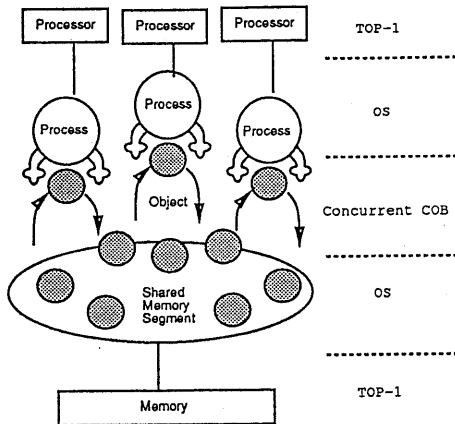 Processor
Processor
Processor
TOP-1
Process
Process
Process
OS
Object
Concurrent COB
Shared
Memory
Segment
OS
Memory
TOP-1